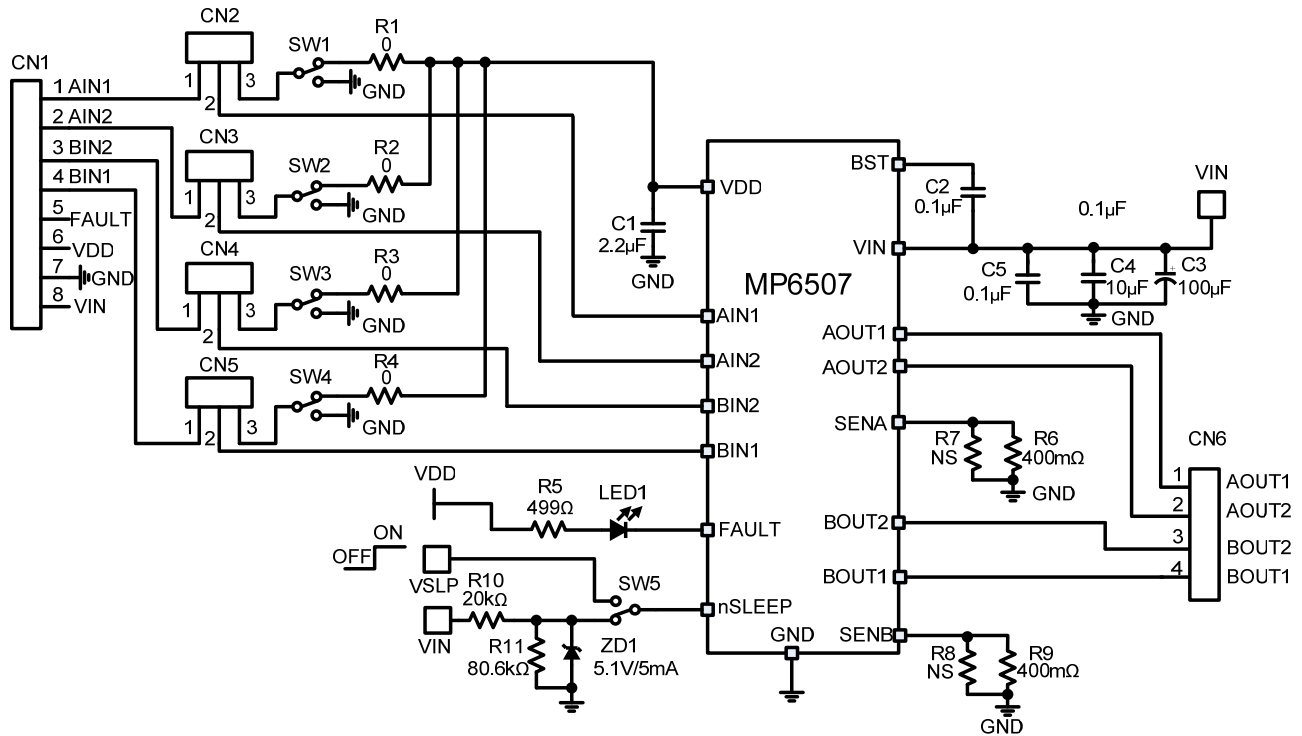 CN1
1 AIN1
2 AIN2
3 BIN2
4 BIN1
5 FAULT
6 VDD
7 GND
8 VIN
CN2
1
2
3
SW1
R1
0
GND
CN3
1
2
3
SW2
R2
0
GND
CN4
1
2
3
SW3
R3
0
GND
CN5
1
2
3
SW4
R4
0
GND
C1
2.2µF
GND
VDD
R5
499Ω
LED1
OFF
ON
VSLP
SW5
VIN
R10
20kΩ
R11
80.6kΩ
ZD1
5.1V/5mA
MP6507
VDD
AIN1
AIN2
BIN2
BIN1
FAULT
nSLEEP
GND
BST
VIN
AOUT1
AOUT2
SENA
BOUT2
BOUT1
SENB
C2
0.1µF
0.1µF
VIN
C5
0.1µF
C4
10µF
+
C3
100µF
GND
R7
NS
R6
400mΩ
GND
CN6
1 AOUT1
2 AOUT2
3 BOUT2
4 BOUT1
R8
NS
R9
400mΩ
GND